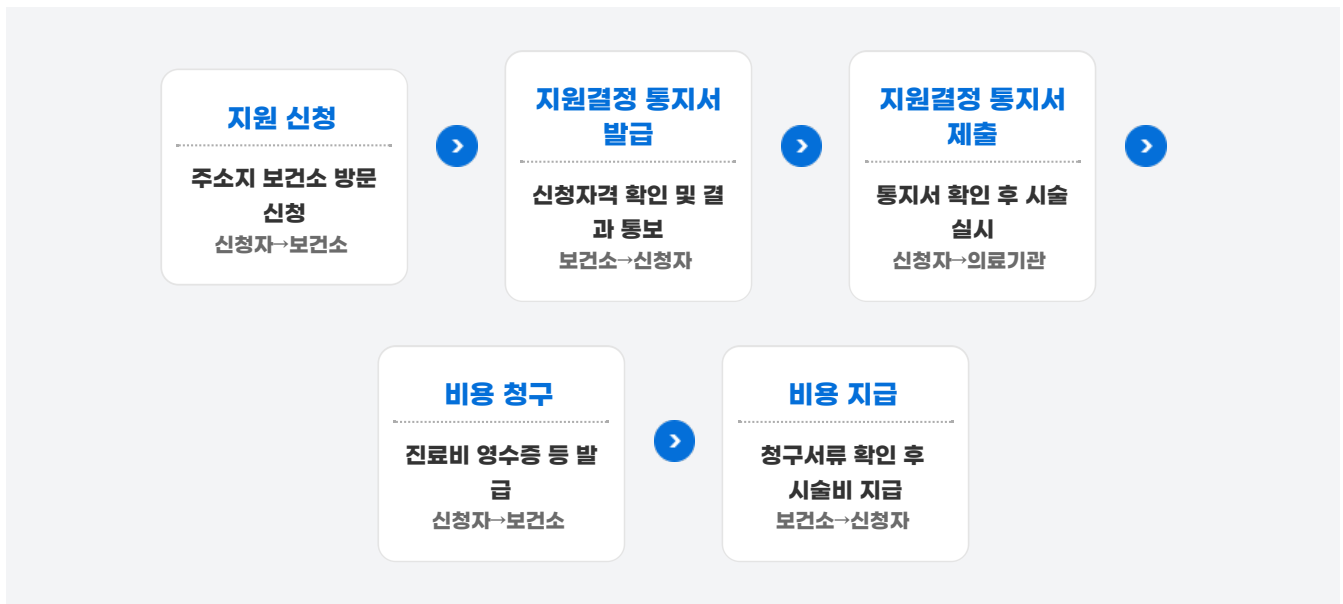 지원 신청
주소지 보건소 방문
신청
신청자→보건소
지원결정 통지서
발급
신청자격 확인 및 결
과 통보
보건소→신청자
지원결정 통지서
제출
통지서 확인 후 시술
실시
신청자→의료기관
비용 청구
진료비 영수증 등 발
급
신청자→보건소
비용 지급
청구서류 확인 후
시술비 지급
보건소→신청자